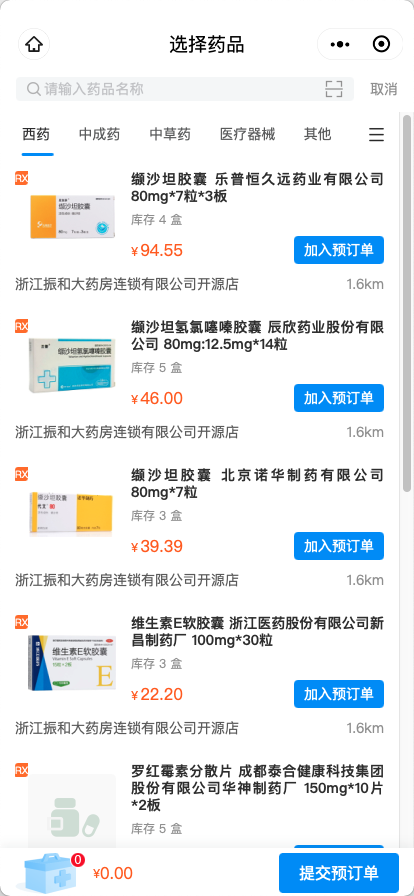 选择药品
请输入药品名称
取消
西药 中成药 中草药 医疗器械 其他
RX
缬沙坦胶囊 乐普恒久远药业有限公司
80mg*7粒*3板
缬沙坦胶囊
库存 4 盒
¥94.55
加入预订单
浙江振和大药房连锁有限公司开源店
1.6km
RX
缬沙坦氢氯噻嗪胶囊 辰欣药业股份有限
公司 80mg:12.5mg*14粒
缬沙坦氢氯噻嗪胶囊
库存 5 盒
¥46.00
加入预订单
浙江振和大药房连锁有限公司开源店
1.6km
RX
缬沙坦胶囊 北京诺华制药有限公司
80mg*7粒
缬沙坦胶囊
代文 80
库存 3 盒
¥39.39
加入预订单
浙江振和大药房连锁有限公司开源店
1.6km
RX
维生素E软胶囊 浙江医药股份有限公司新
昌制药厂 100mg*30粒
维生素E软胶囊
Vitamin E Soft Capsules
E
库存 3 盒
¥22.20
加入预订单
浙江振和大药房连锁有限公司开源店
1.6km
RX
罗红霉素分散片 成都泰合健康科技集团
股份有限公司华神制药厂 150mg*10片
*2板
库存 5 盒
0
¥0.00
提交预订单